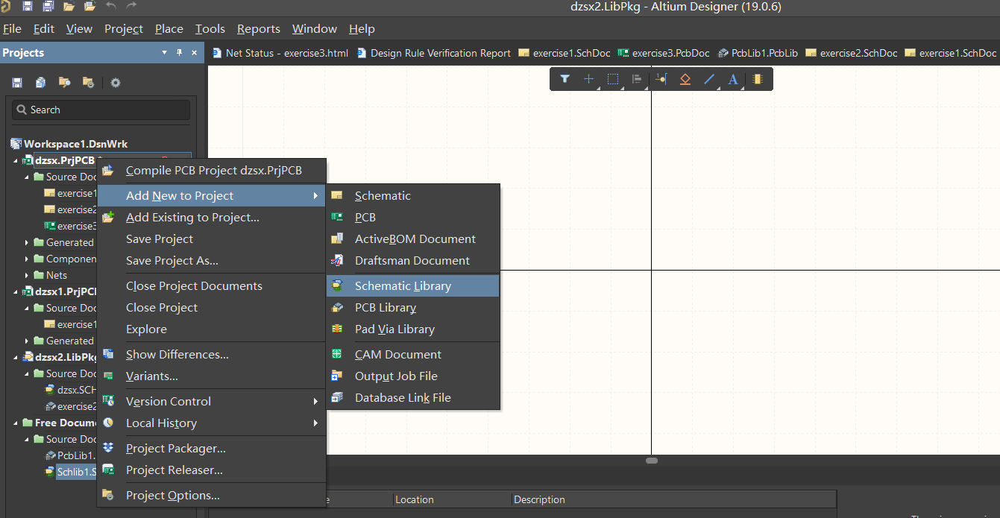 dzsx2.LibPkg - Altium Designer (19.0.6)
File Edit View Project Place Tools Reports Window Help
Projects
Net Status - exercise3.html Design Rule Verification Report exercise1.SchDoc exercise3.PcbDoc PcbLib1.PcbLib exercise2.SchDoc exercise1.SchDoc
A
Search
Workspace1.DsnWrk
dzsx.PrjPCB
Source Doc
exercise1
exercise2
exercise3
Generated
Componen
Nets
dzsx1.PrjPCB
Source Doc
exercise1
Generated
dzsx2.LibPkg
Source Doc
dzsx.SCH
exercise2
Free Docume
Source Doc
PcbLib1.
Schlib1.S
Compile PCB Project dzsx.PrjPCB
Add New to Project
Add Existing to Project...
Save Project
Save Project As...
Close Project Documents
Close Project
Explore
Show Differences...
Variants...
Version Control
Local History
Project Packager...
Project Releaser...
Project Options...
Schematic
PCB
ActiveBOM Document
Draftsman Document
Schematic Library
PCB Library
Pad Via Library
CAM Document
Output Job File
Database Link File
Location Description